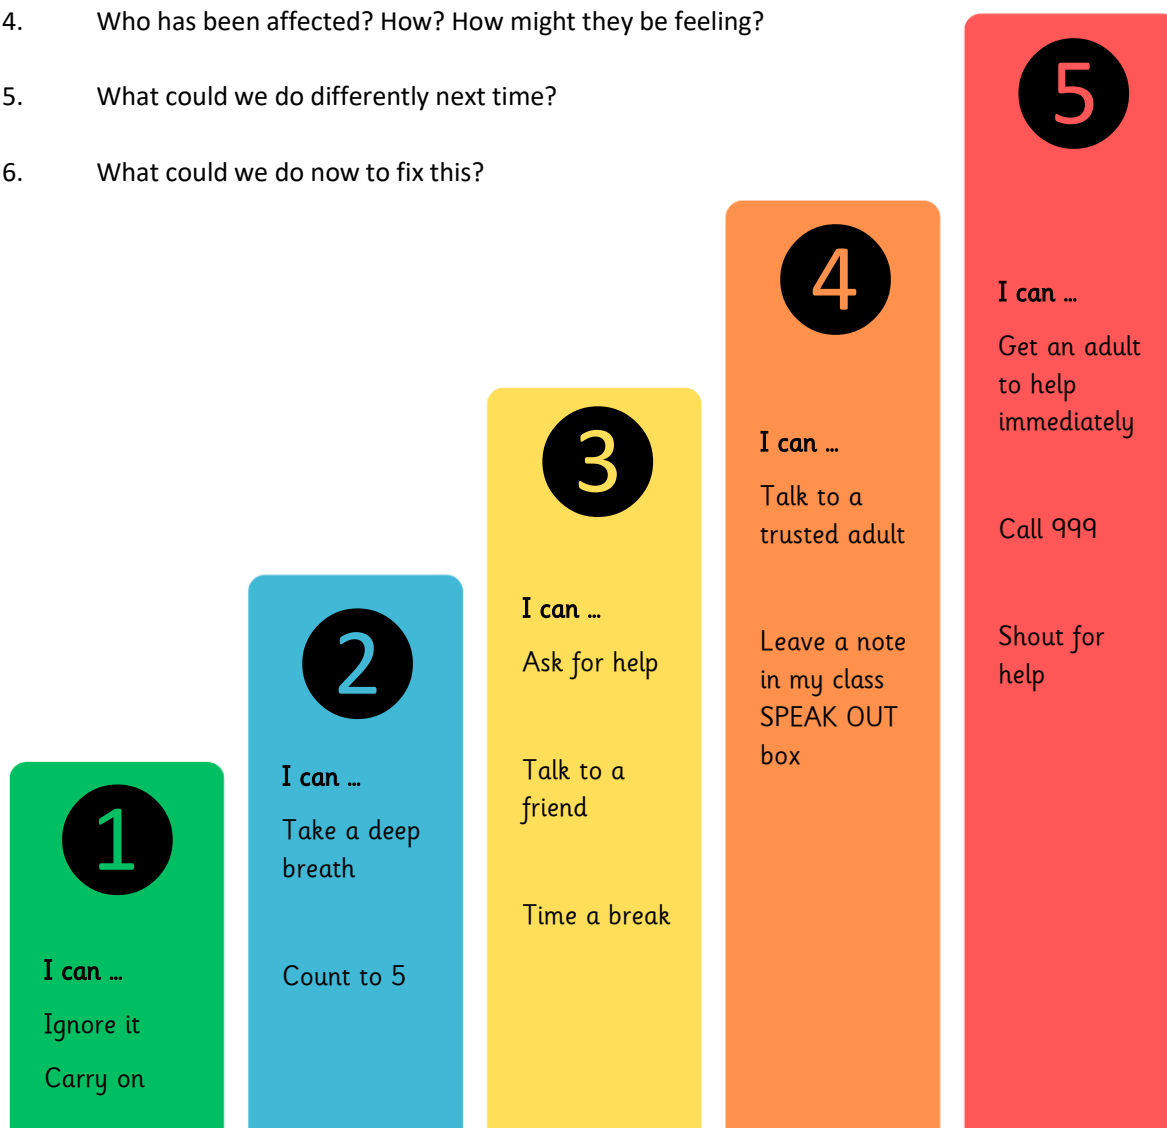 4. Who has been affected? How? How might they be feeling?
5. What could we do differently next time?
6. What could we do now to fix this?
1
I can ...
Ignore it
Carry on
2
I can ...
Take a deep
breath
Count to 5
3
I can ...
Ask for help
Talk to a
friend
Time a break
4
I can ...
Talk to a
trusted adult
Leave a note
in my class
SPEAK OUT
box
5
I can ...
Get an adult
to help
immediately
Call 999
Shout for
help